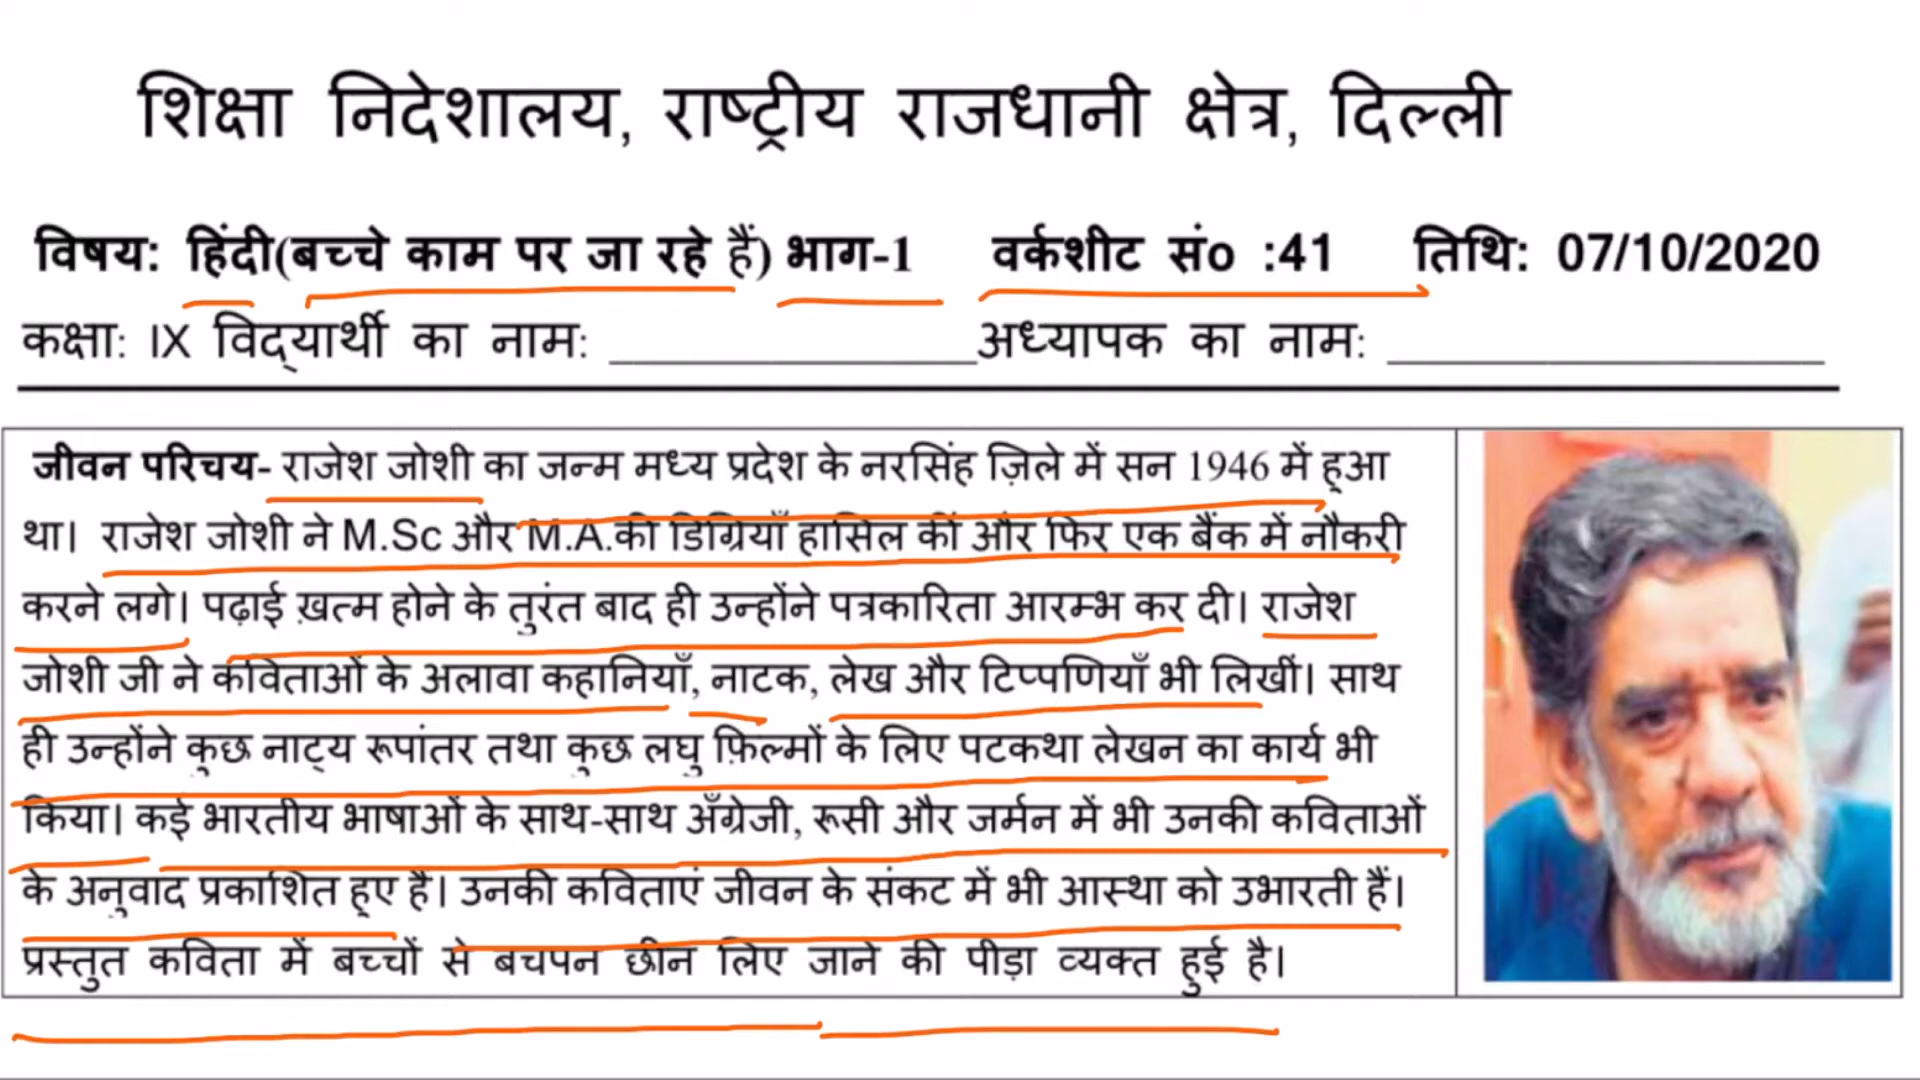 शिक्षा निदेशालय, राष्ट्रीय राजधानी क्षेत्र, दिल्ली
विषय: हिंदी(बच्चे काम पर जा रहे हैं) भाग-1 वर्कशीट सं० :41 तिथि: 07/10/2020
कक्षा: IX विद्यार्थी का नाम: ______________अध्यापक का नाम: ________________
जीवन परिचय- राजेश जोशी का जन्म मध्य प्रदेश के नरसिंह ज़िले में सन 1946 में हुआ
था। राजेश जोशी ने M.Sc और M.A.की डिग्रियाँ हासिल कीं और फिर एक बैंक में नौकरी
करने लगे। पढ़ाई ख़त्म होने के तुरंत बाद ही उन्होंने पत्रकारिता आरम्भ कर दी। राजेश
जोशी जी ने कविताओं के अलावा कहानियाँ, नाटक, लेख और टिप्पणियाँ भी लिखीं। साथ
ही उन्होंने कुछ नाट्य रूपांतर तथा कुछ लघु फ़िल्मों के लिए पटकथा लेखन का कार्य भी
किया। कई भारतीय भाषाओं के साथ-साथ अँग्रेजी, रूसी और जर्मन में भी उनकी कविताओं
के अनुवाद प्रकाशित हुए है। उनकी कविताएं जीवन के संकट में भी आस्था को उभारती हैं।
प्रस्तुत कविता में बच्चों से बचपन छीन लिए जाने की पीड़ा व्यक्त हुई है।